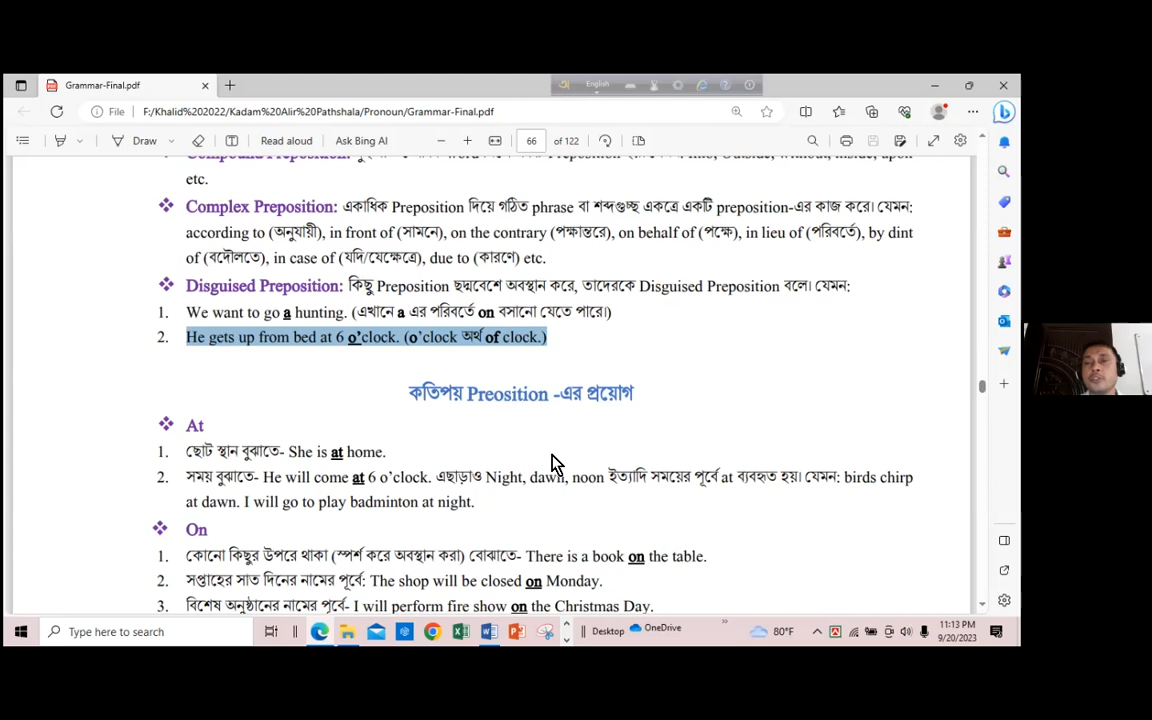 Grammar-Final.pdf
English
File F:/Khalid%202022/Kadam%20Alir%20Pathshala/Pronoun/Grammar-Final.pdf
Draw Read aloud Ask Bing AI 66 of 122
etc.
❖ Complex Preposition: একাধিক Preposition দিয়ে গঠিত phrase বা শব্দগুচ্ছ একত্রে একটি preposition-এর কাজ করে। যেমন:
according to (অনুযায়ী), in front of (সামনে), on the contrary (পক্ষান্তরে), on behalf of (পক্ষে), in lieu of (পরিবর্তে), by dint
of (বদৌলতে), in case of (যদি/যেক্ষেত্রে), due to (কারণে) etc.
❖ Disguised Preposition: কিছু Preposition ছদ্মবেশে অবস্থান করে, তাদেরকে Disguised Preposition বলে। যেমন:
1. We want to go a hunting. (এখানে a এর পরিবর্তে on বসানো যেতে পারে।)
2. He gets up from bed at 6 o’clock. (o’clock অর্থ of clock.)
কতিপয় Preosition -এর প্রয়োগ
❖ At
1. ছোট স্থান বুঝাতে- She is at home.
2. সময় বুঝাতে- He will come at 6 o’clock. এছাড়াও Night, dawn, noon ইত্যাদি সময়ের পূর্বে at ব্যবহৃত হয়। যেমন: birds chirp
at dawn. I will go to play badminton at night.
❖ On
1. কোনো কিছুর উপরে থাকা (স্পর্শ করে অবস্থান করা) বোঝাতে- There is a book on the table.
2. সপ্তাহের সাত দিনের নামের পূর্বে: The shop will be closed on Monday.
3. বিশেষ অনুষ্ঠানের নামের পূর্বে- I will perform fire show on the Christmas Day.
Type here to search Desktop OneDrive 80°F 11:13 PM
9/20/2023